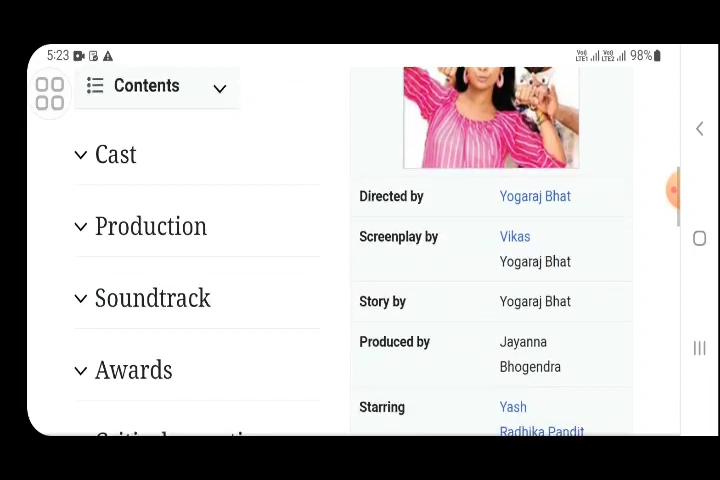 5:23
98%
Contents
Cast
Production
Soundtrack
Awards
Directed by Yogaraj Bhat
Screenplay by Vikas
Yogaraj Bhat
Story by Yogaraj Bhat
Produced by Jayanna
Bhogendra
Starring Yash
Radhika Pandit